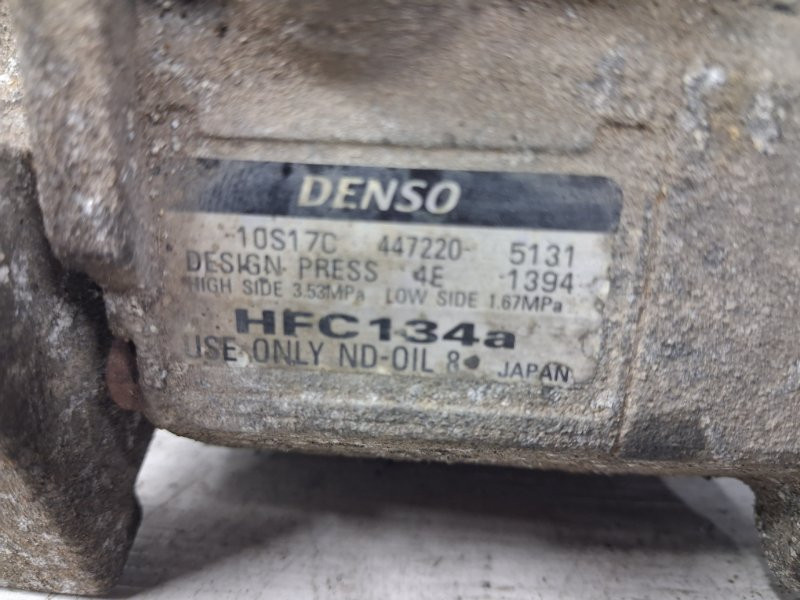 DENSO
10S17C 447220- 5131
DESIGN PRESS 4E 1394
HIGH SIDE 3.53MPa LOW SIDE 1.67MPa
HFC134a
USE ONLY ND-OIL 8 JAPAN